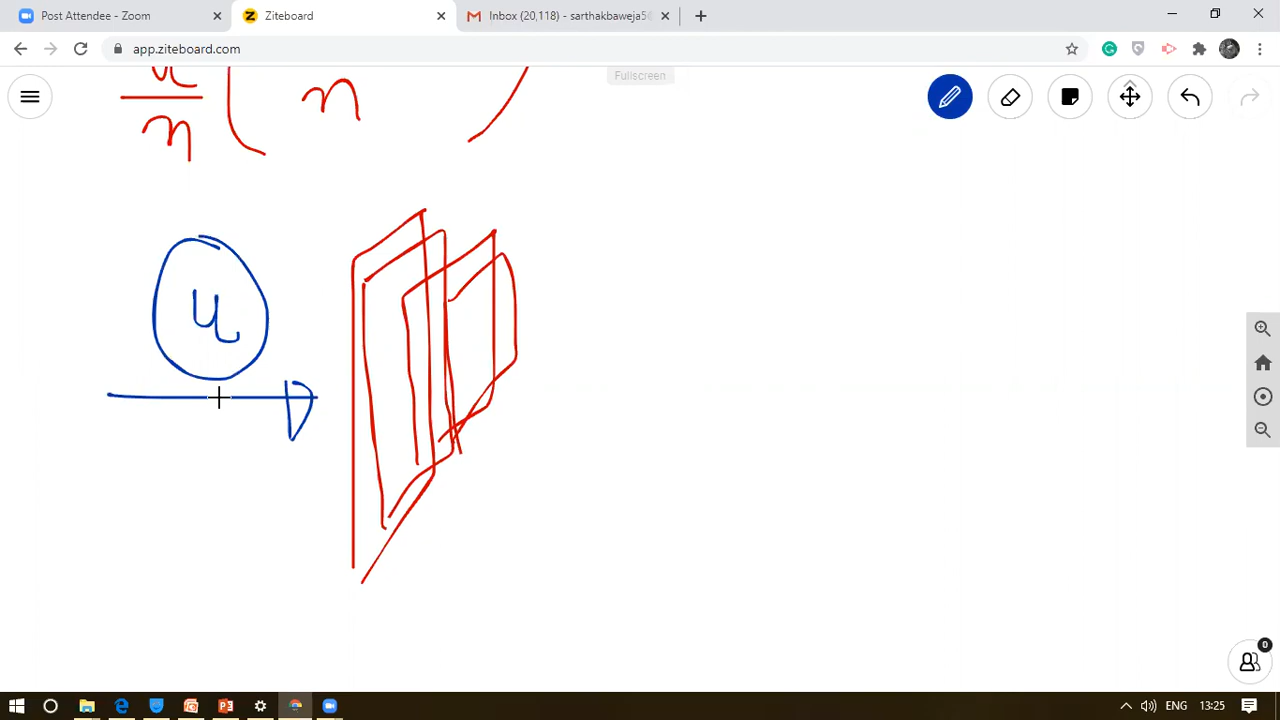 Post Attendee - Zoom
Ziteboard
Inbox (20,118) - sarthakbaweja5
app.ziteboard.com
Fullscreen
n
n
u
0
ENG
13:25